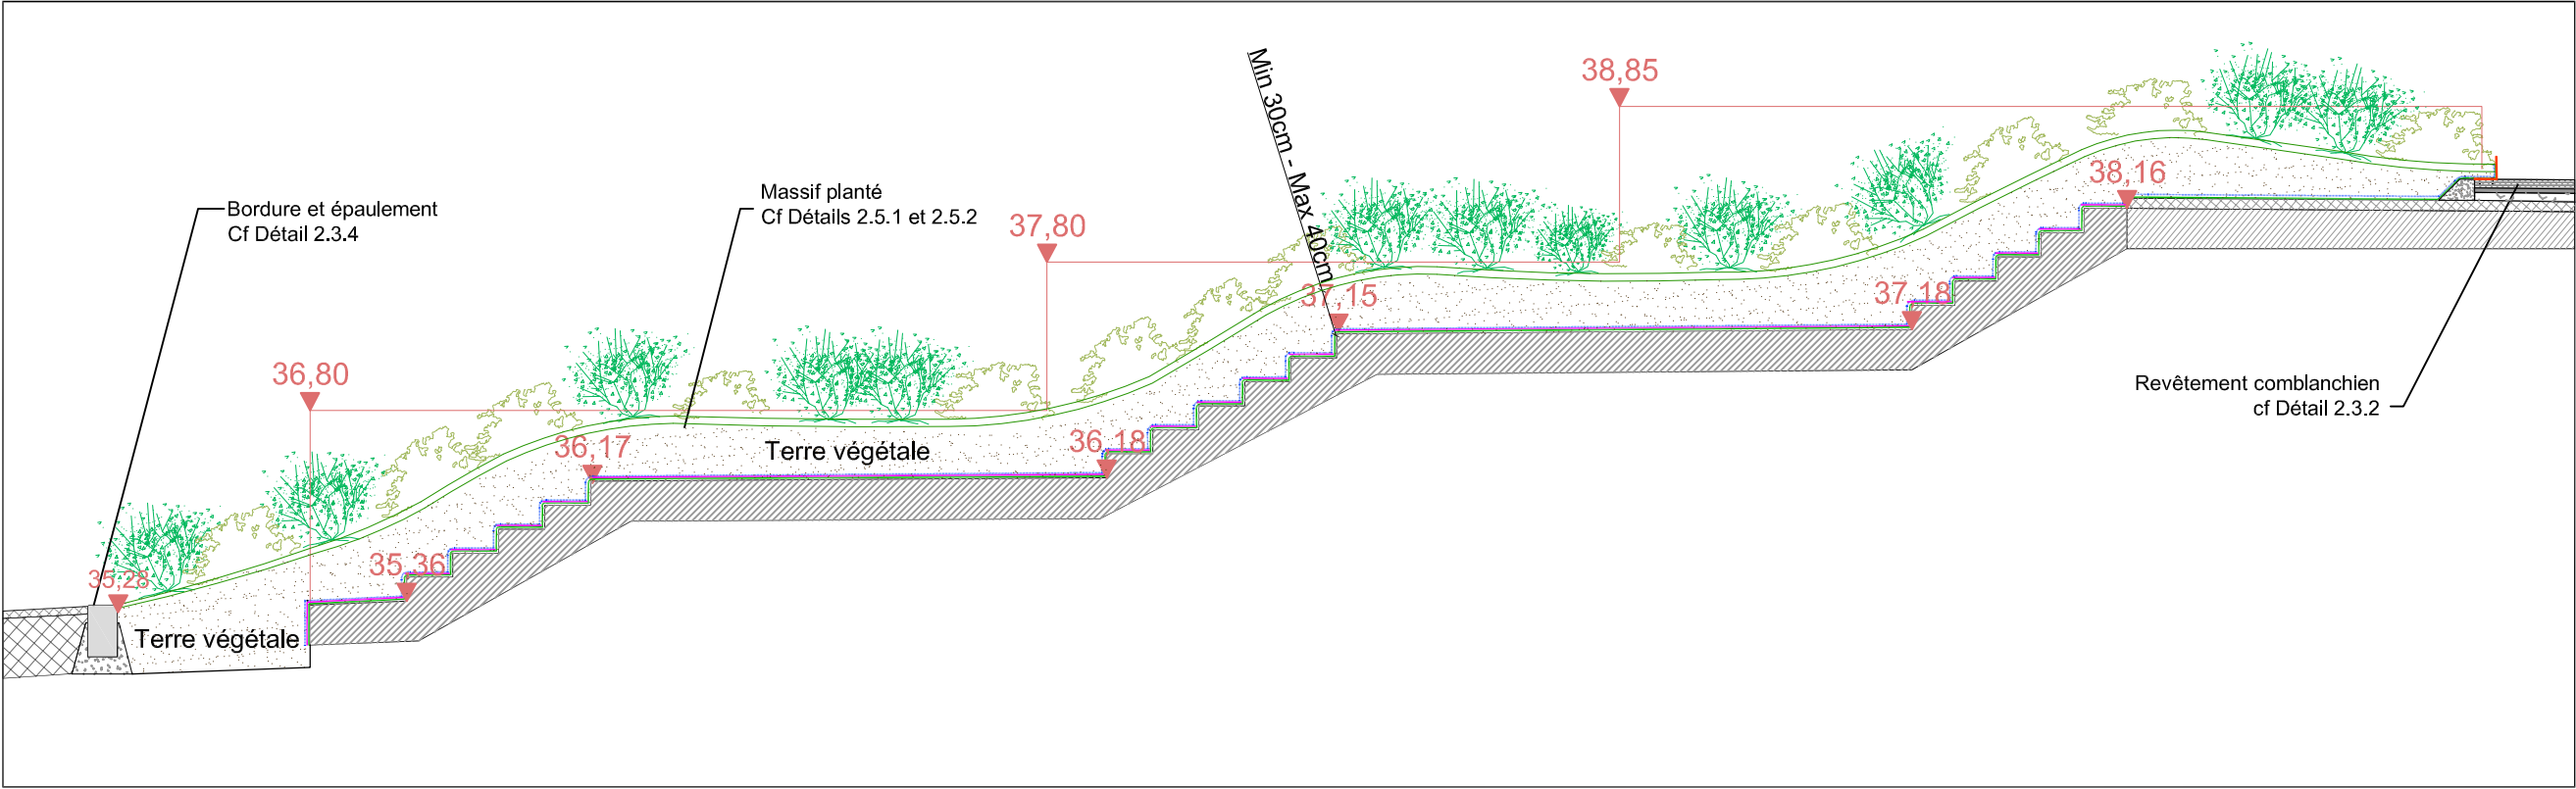 Bordure et épaulement
Cf Détail 2.3.4
Massif planté
Cf Détails 2.5.1 et 2.5.2
Min 30cm - Max 40cm
38,85
38,16
37,80
37,15
37,18
36,80
36,17
Terre végétale
36,18
Revêtement comblanchien
cf Détail 2.3.2
35,28
35,36
Terre végétale